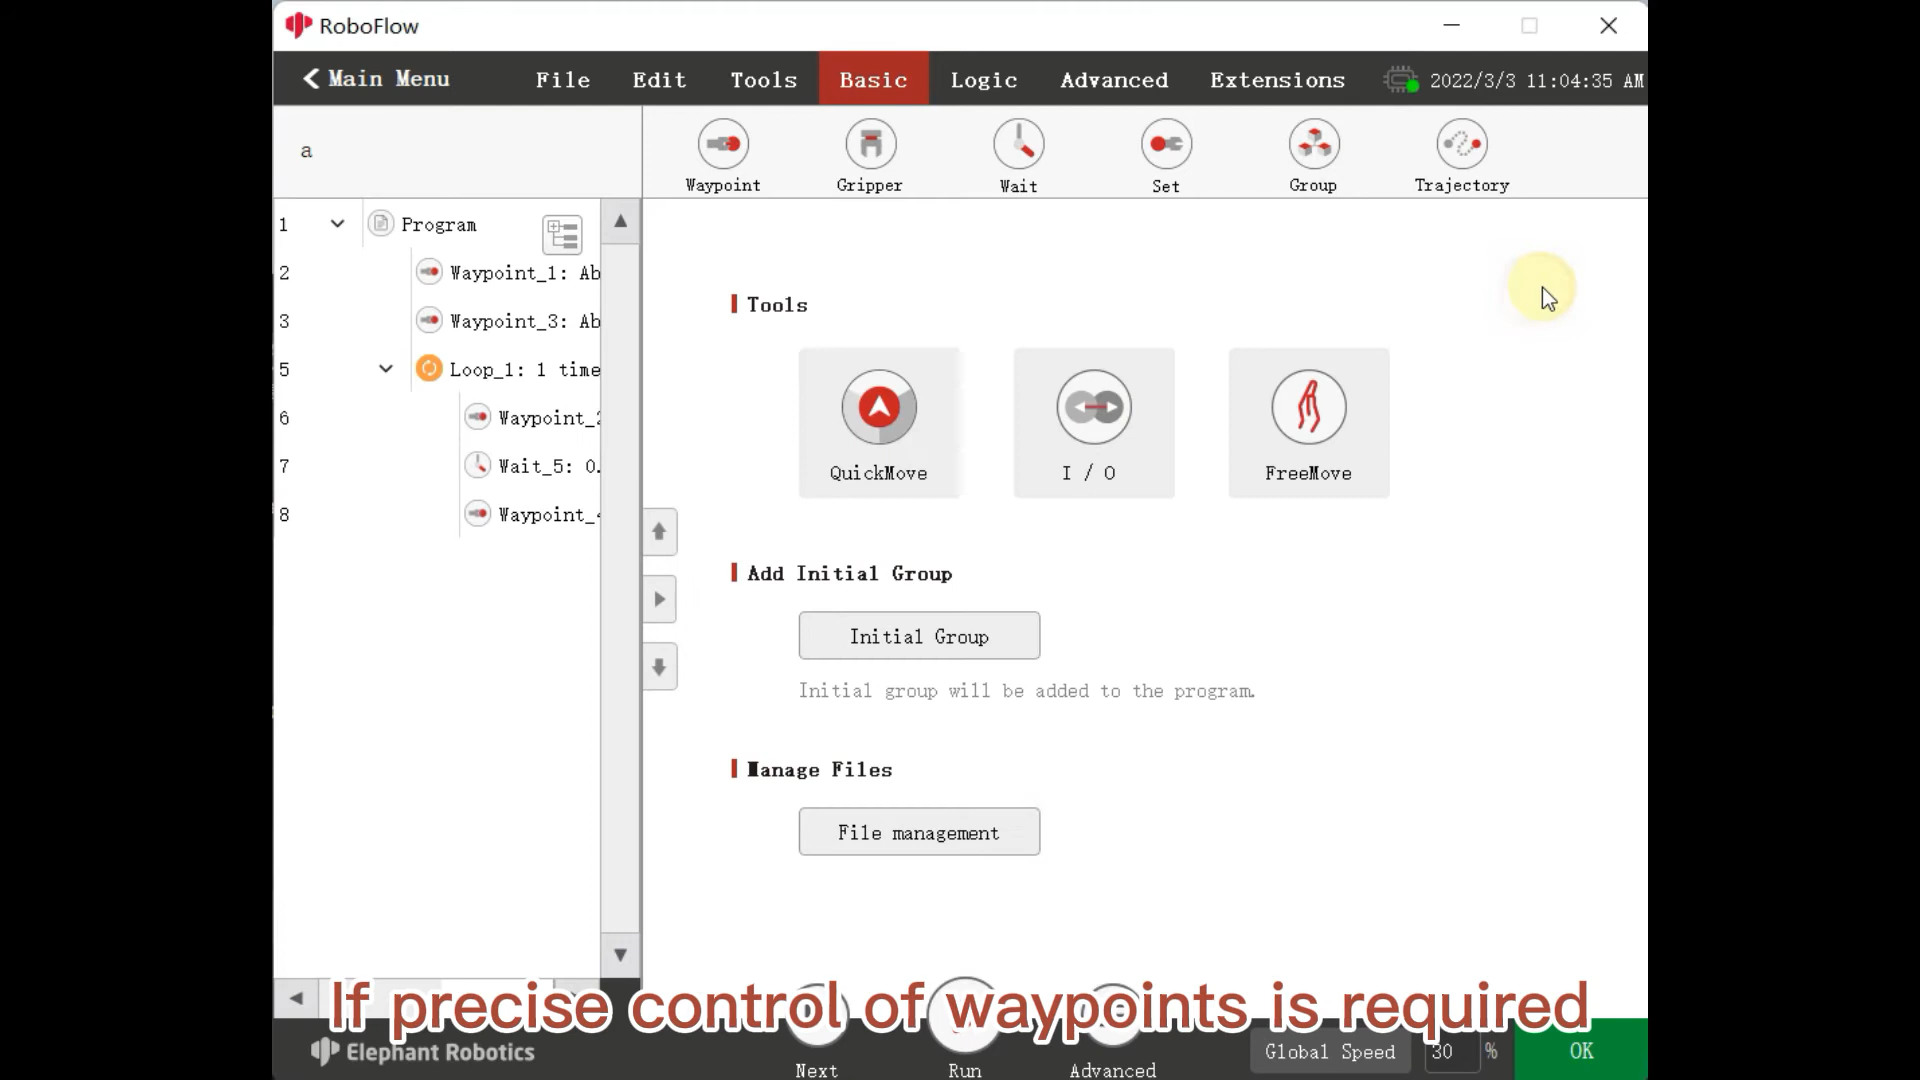 RoboFlow
Main Menu File Edit Tools Basic Logic Advanced Extensions 2022/3/3 11:04:35 AM
a
Waypoint Gripper Wait Set Group Trajectory
1 Program
2 Waypoint_1: Ab
3 Waypoint_3: Ab
5 Loop_1: 1 time
6 Waypoint_2
7 Wait_5: 0.
8 Waypoint_4
Tools
QuickMove I / O FreeMove
Add Initial Group
Initial Group
Initial group will be added to the program.
Manage Files
File management
If precise control of waypoints is required
Elephant Robotics
Next Run Advanced
Global Speed 30 %
OK